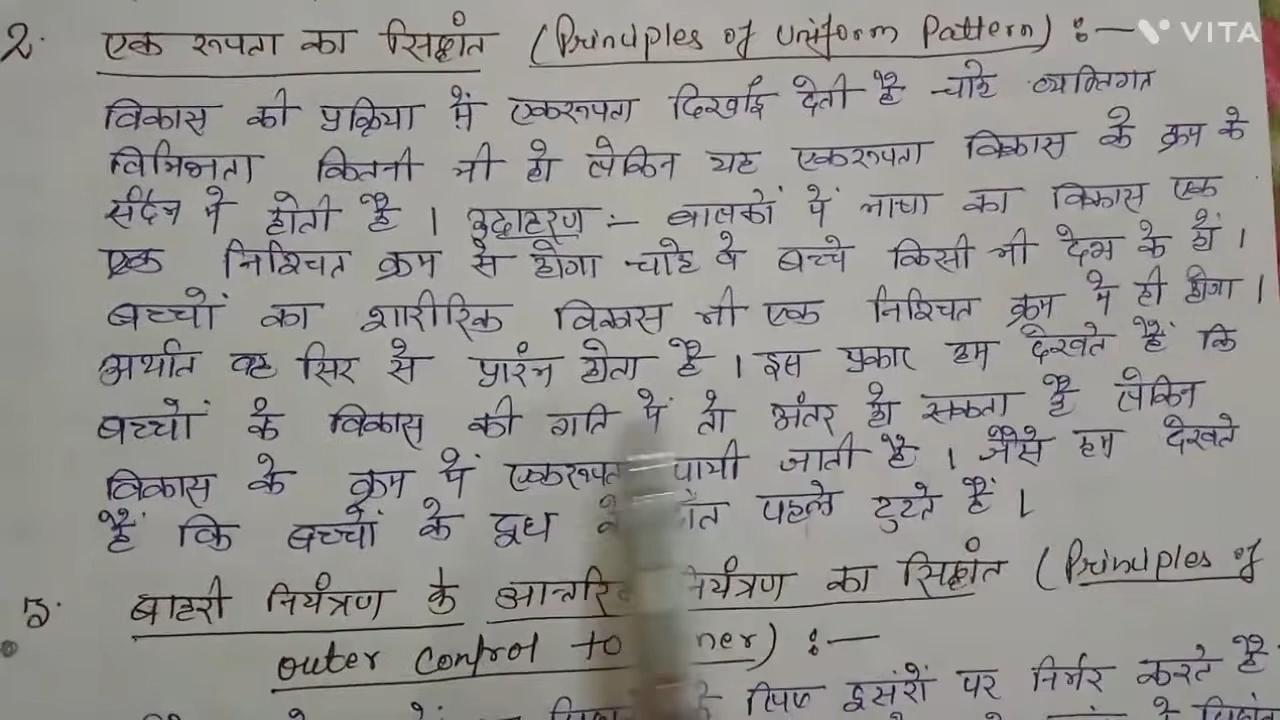 2. एक रूपता का सिद्धांत (Principles of Uniform Pattern) :—
VITA
विकास की प्रक्रिया में एकरूपता दिखाई देती है चाहे व्यक्तिगत
विभिन्नता कितनी भी हो लेकिन यह एकरूपता विकास के क्रम के
संर्दभ में होती है । उदाहरण :- बालकों में भाषा का विकास एक
एक निश्चित क्रम से होगा चाहे वे बच्चे किसी भी देश के हों ।
बच्चों का शारीरिक विकास भी एक निश्चित क्रम में ही होगा ।
अर्थात वह सिर से प्रारंभ होता है । इस प्रकार हम देखते हैं कि
बच्चों के विकास की गति में तो अंतर हो सकता है लेकिन
विकास के क्रम में एकरूपता पायी जाती है । जैसे हम देखते
हैं कि बच्चों के दूध पहले टुटते हैं ।
5. बाहरी नियंत्रण के नियंत्रण का सिद्धांत (Principles of
outer control to ) :—
दूसरों पर निर्भर करते है